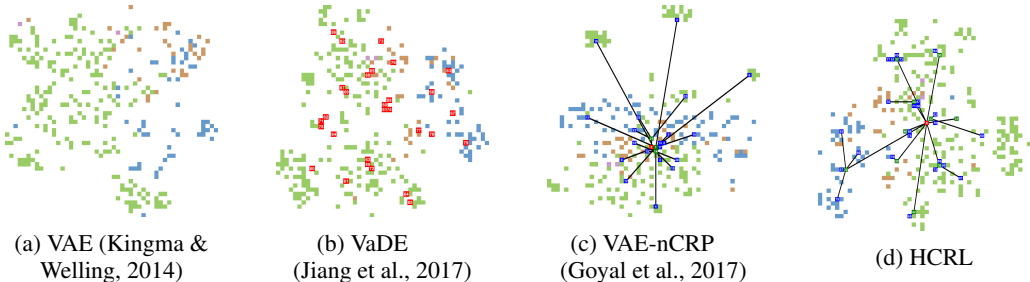 (a) VAE (Kingma &
Welling, 2014)
(b) VaDE
(Jiang et al., 2017)
(c) VAE-nCRP
(Goyal et al., 2017)
(d) HCRL